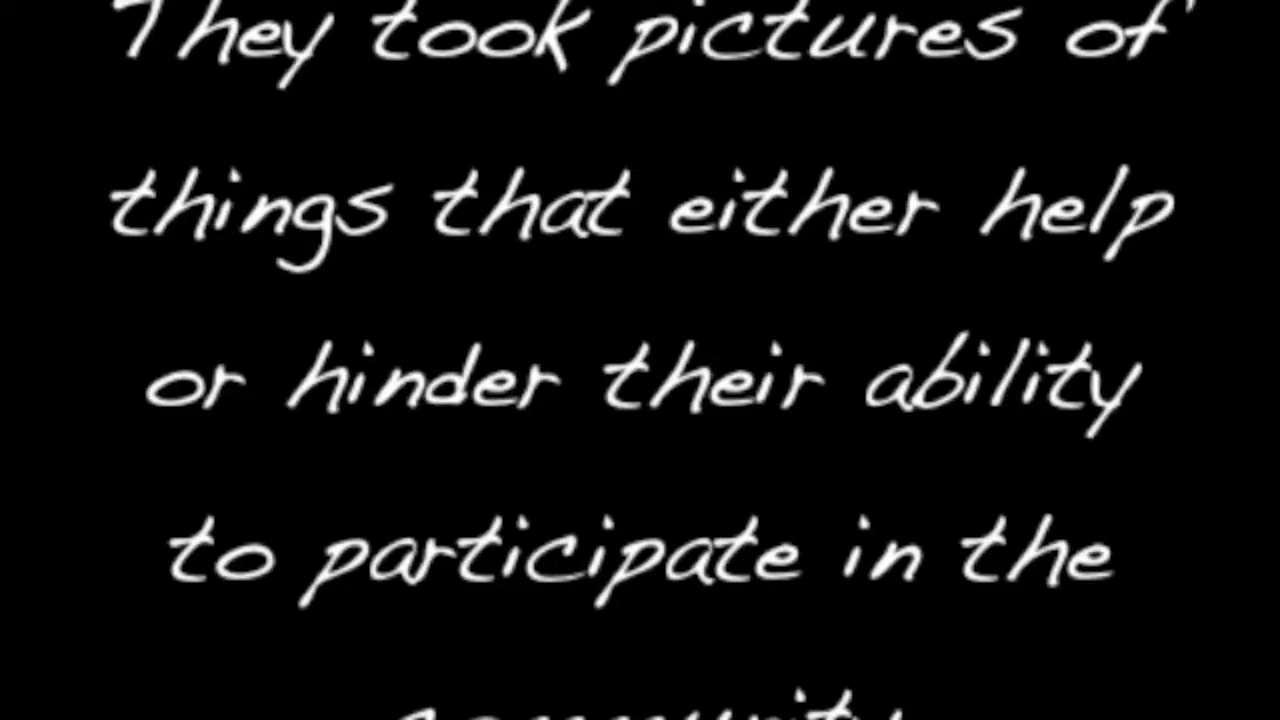 They took pictures of
things that either help
or hinder their ability
to participate in the